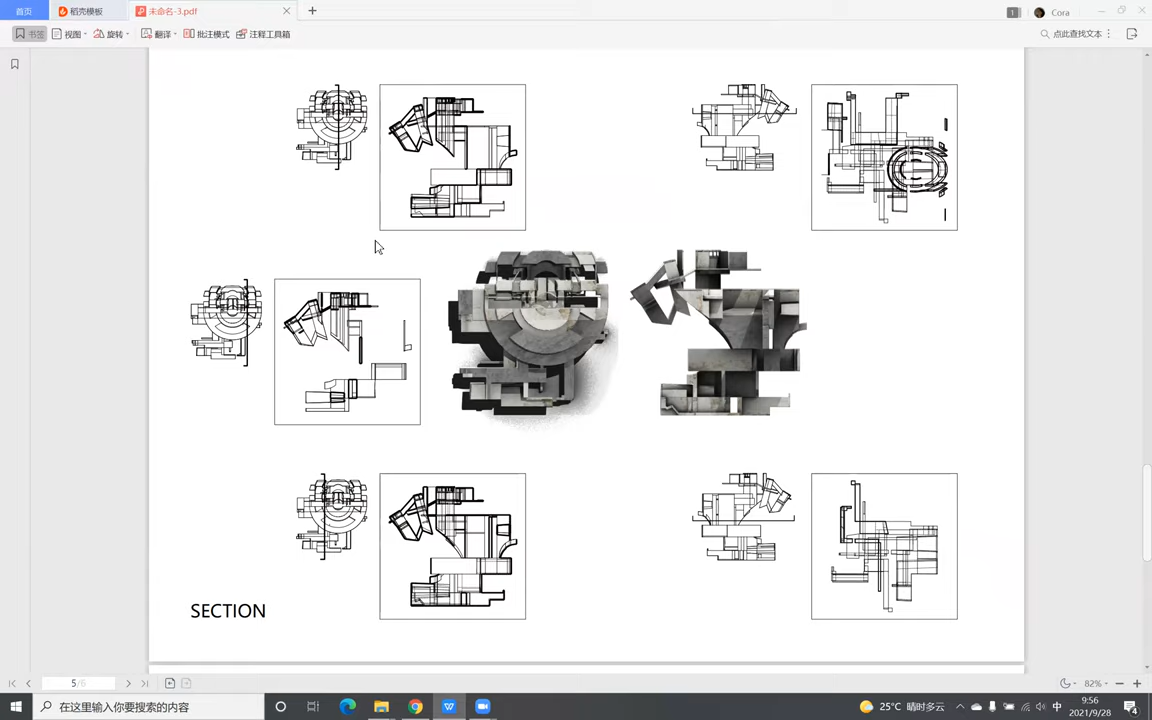 首页
稻壳模板
未命名-3.pdf
1
Cora
书签
视图
旋转
翻译
批注模式
注释工具箱
点此查找文本
SECTION
5/6
82%
在这里输入你要搜索的内容
25°C 晴时多云
中
9:56
2021/9/28
4